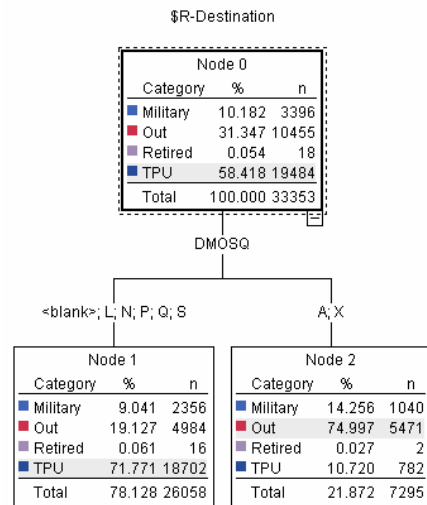 $R-Destination
Node 0
Category % n
Military 10.182 3396
Out 31.347 10455
Retired 0.054 18
TPU 58.418 19484
Total 100.000 33353
DMOSQ
<blank>; L; N; P; Q; S
A; X
Node 1
Category % n
Military 9.041 2356
Out 19.127 4984
Retired 0.061 16
TPU 71.771 18702
Total 78.128 26058
Node 2
Category % n
Military 14.256 1040
Out 74.997 5471
Retired 0.027 2
TPU 10.720 782
Total 21.872 7295